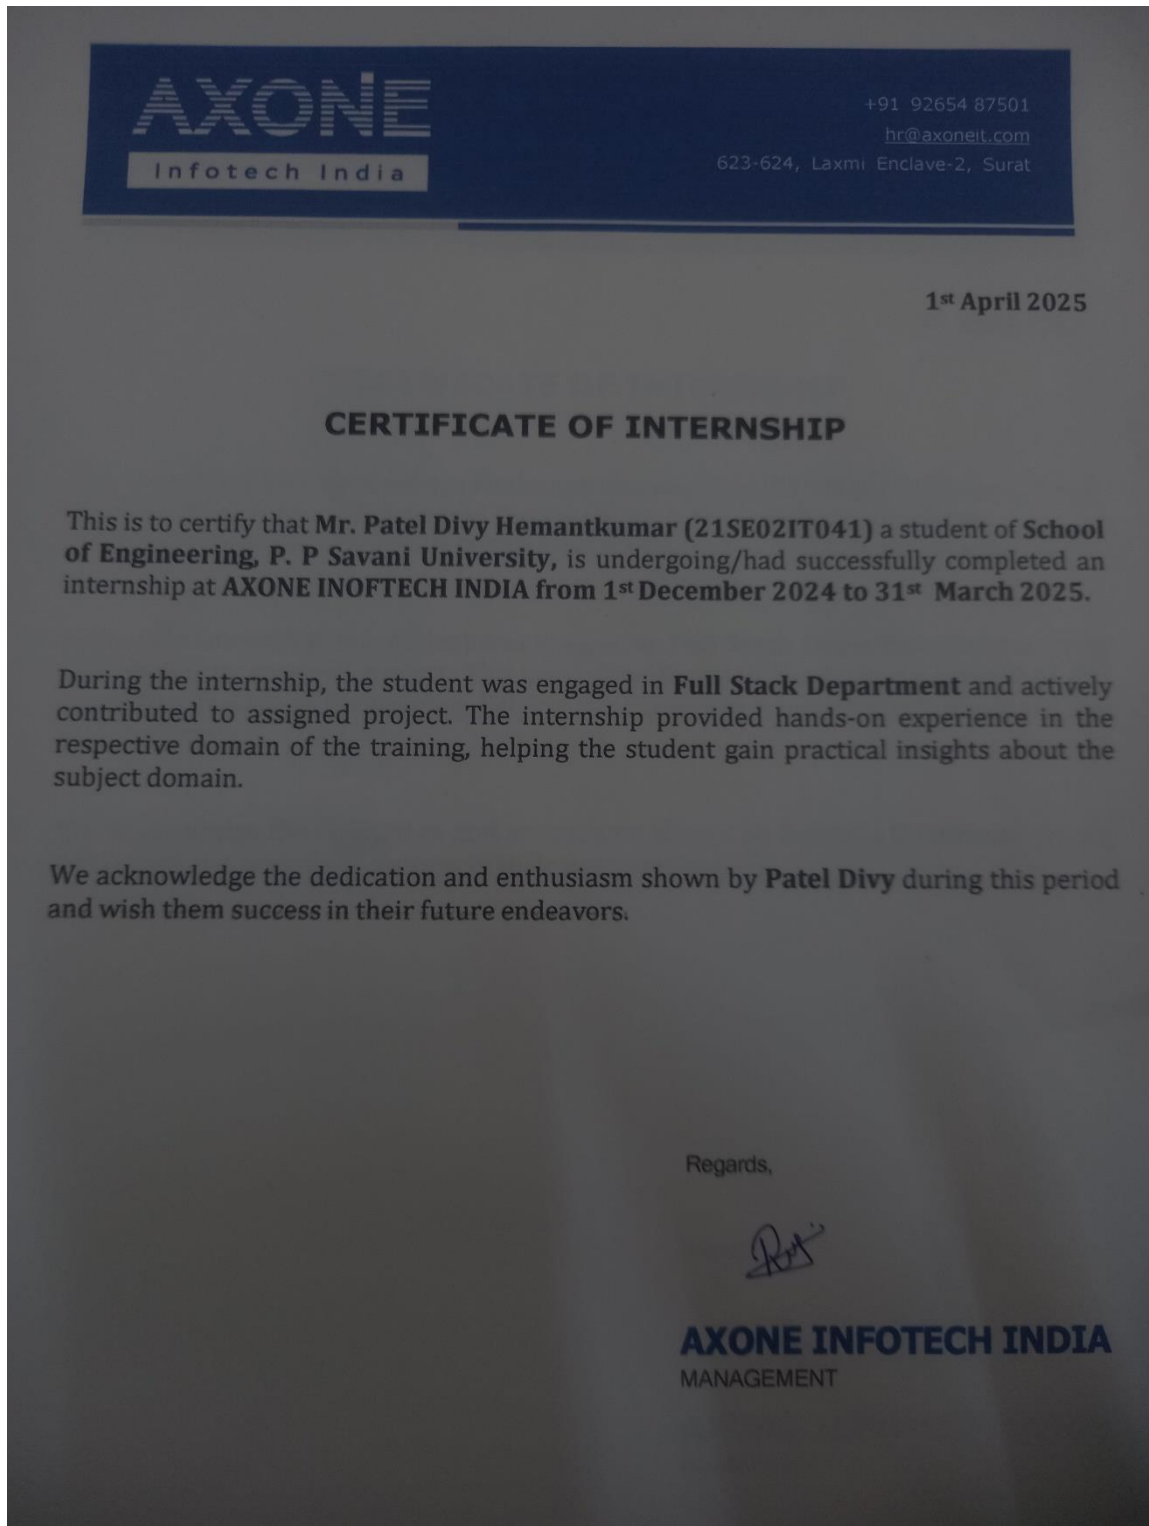 AXONE
Infotech India
+91 92654 87501
hr@axoneit.com
623-624, Laxmi Enclave-2, Surat
1st April 2025
CERTIFICATE OF INTERNSHIP
This is to certify that Mr. Patel Divy Hemantkumar (21SE02IT041) a student of School
of Engineering, P. P Savani University, is undergoing/had successfully completed an
internship at AXONE INOFTECH INDIA from 1st December 2024 to 31st March 2025.
During the internship, the student was engaged in Full Stack Department and actively
contributed to assigned project. The internship provided hands-on experience in the
respective domain of the training, helping the student gain practical insights about the
subject domain.
We acknowledge the dedication and enthusiasm shown by Patel Divy during this period
and wish them success in their future endeavors.
Regards,
AXONE INFOTECH INDIA
MANAGEMENT